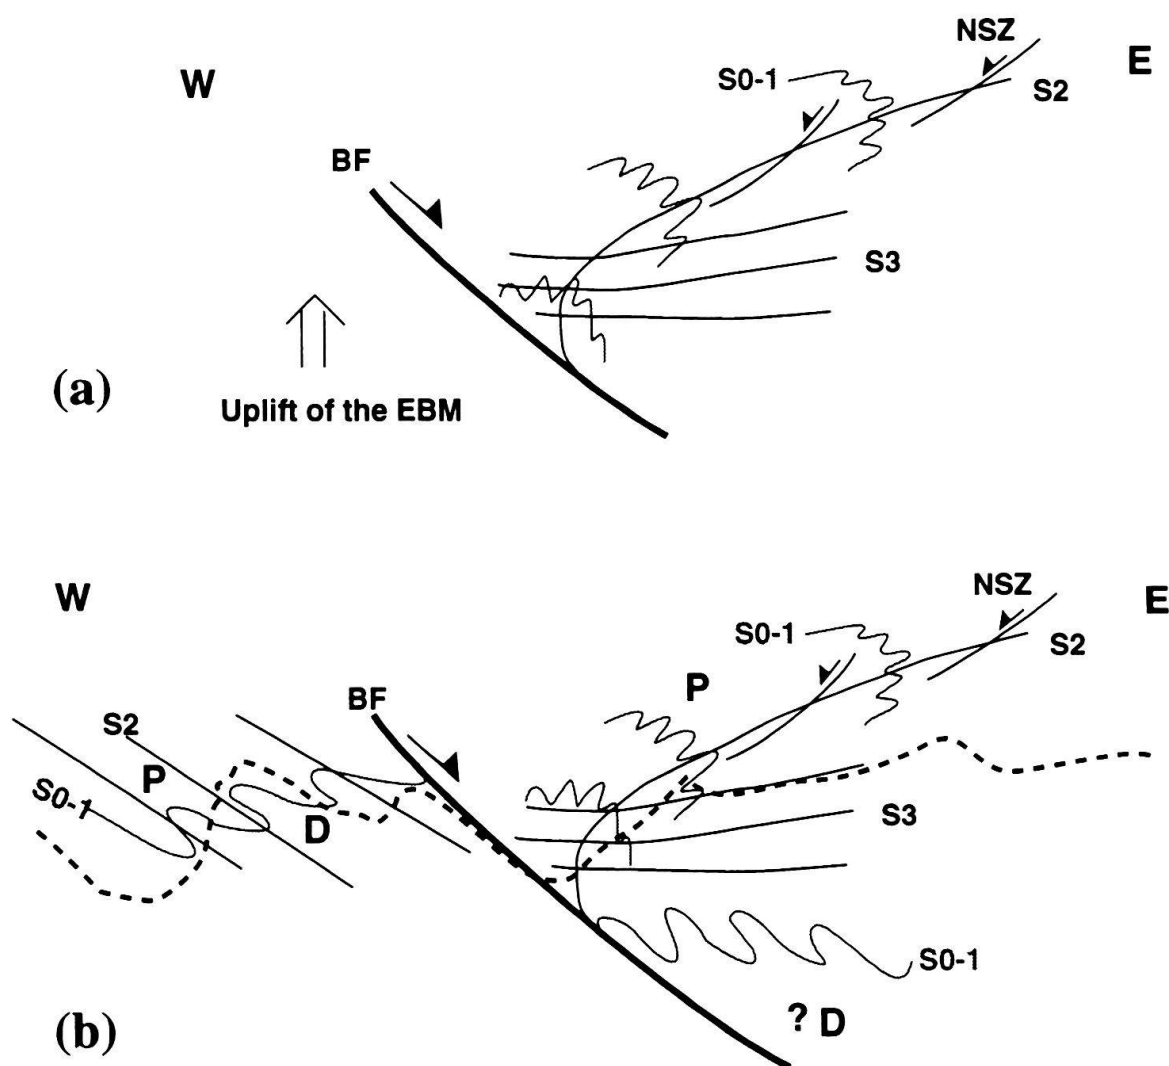 NSZ
E
W
S0-1
S2
BF
S3
(a)
Uplift of the EBM
W
NSZ
E
S0-1
S2
P
BF
S2
P
S0-1
D
S3
S0-1
? D
(b)